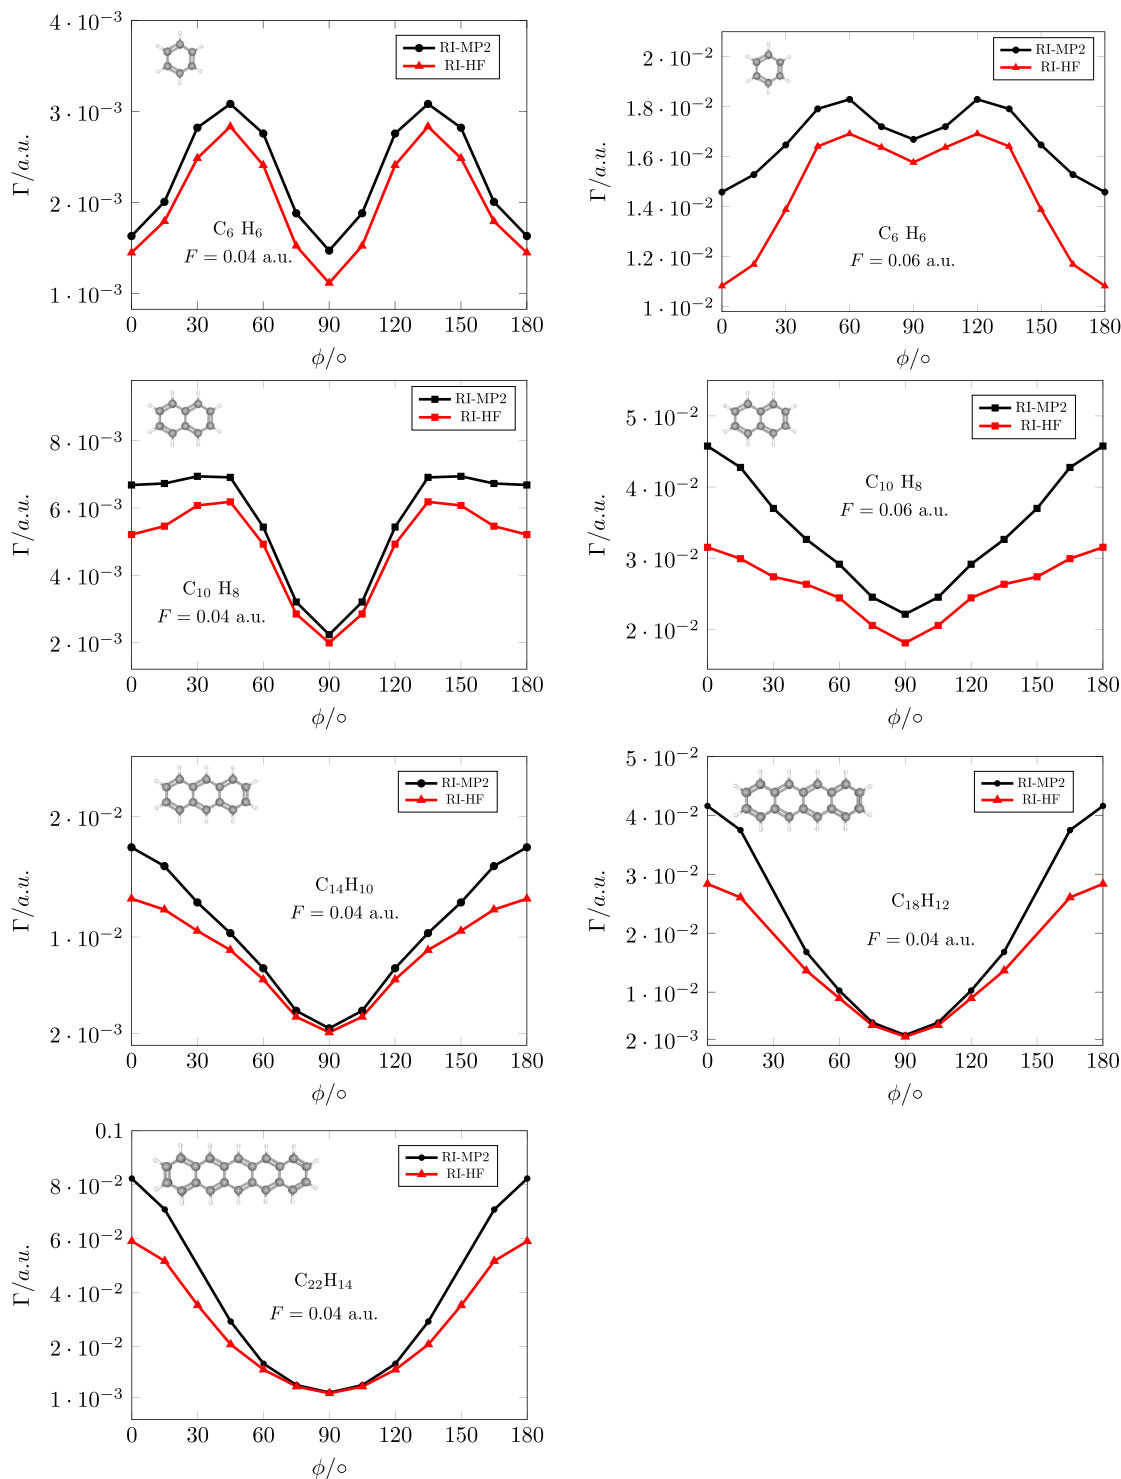 4 · 10⁻³
3 · 10⁻³
2 · 10⁻³
1 · 10⁻³
Γ/a.u.
RI-MP2
RI-HF
C₆ H₆
F = 0.04 a.u.
0 30 60 90 120 150 180
ϕ/∘
2 · 10⁻²
1.8 · 10⁻²
1.6 · 10⁻²
1.4 · 10⁻²
1.2 · 10⁻²
1 · 10⁻²
Γ/a.u.
RI-MP2
RI-HF
C₆ H₆
F = 0.06 a.u.
0 30 60 90 120 150 180
ϕ/∘
8 · 10⁻³
6 · 10⁻³
4 · 10⁻³
2 · 10⁻³
Γ/a.u.
RI-MP2
RI-HF
C₁₀ H₈
F = 0.04 a.u.
0 30 60 90 120 150 180
ϕ/∘
5 · 10⁻²
4 · 10⁻²
3 · 10⁻²
2 · 10⁻²
Γ/a.u.
RI-MP2
RI-HF
C₁₀ H₈
F = 0.06 a.u.
0 30 60 90 120 150 180
ϕ/∘
2 · 10⁻²
1 · 10⁻²
2 · 10⁻³
Γ/a.u.
RI-MP2
RI-HF
C₁₄H₁₀
F = 0.04 a.u.
0 30 60 90 120 150 180
ϕ/∘
5 · 10⁻²
4 · 10⁻²
3 · 10⁻²
2 · 10⁻²
1 · 10⁻²
2 · 10⁻³
Γ/a.u.
RI-MP2
RI-HF
C₁₈H₁₂
F = 0.04 a.u.
0 30 60 90 120 150 180
ϕ/∘
0.1
8 · 10⁻²
6 · 10⁻²
4 · 10⁻²
2 · 10⁻²
1 · 10⁻³
Γ/a.u.
RI-MP2
RI-HF
C₂₂H₁₄
F = 0.04 a.u.
0 30 60 90 120 150 180
ϕ/∘